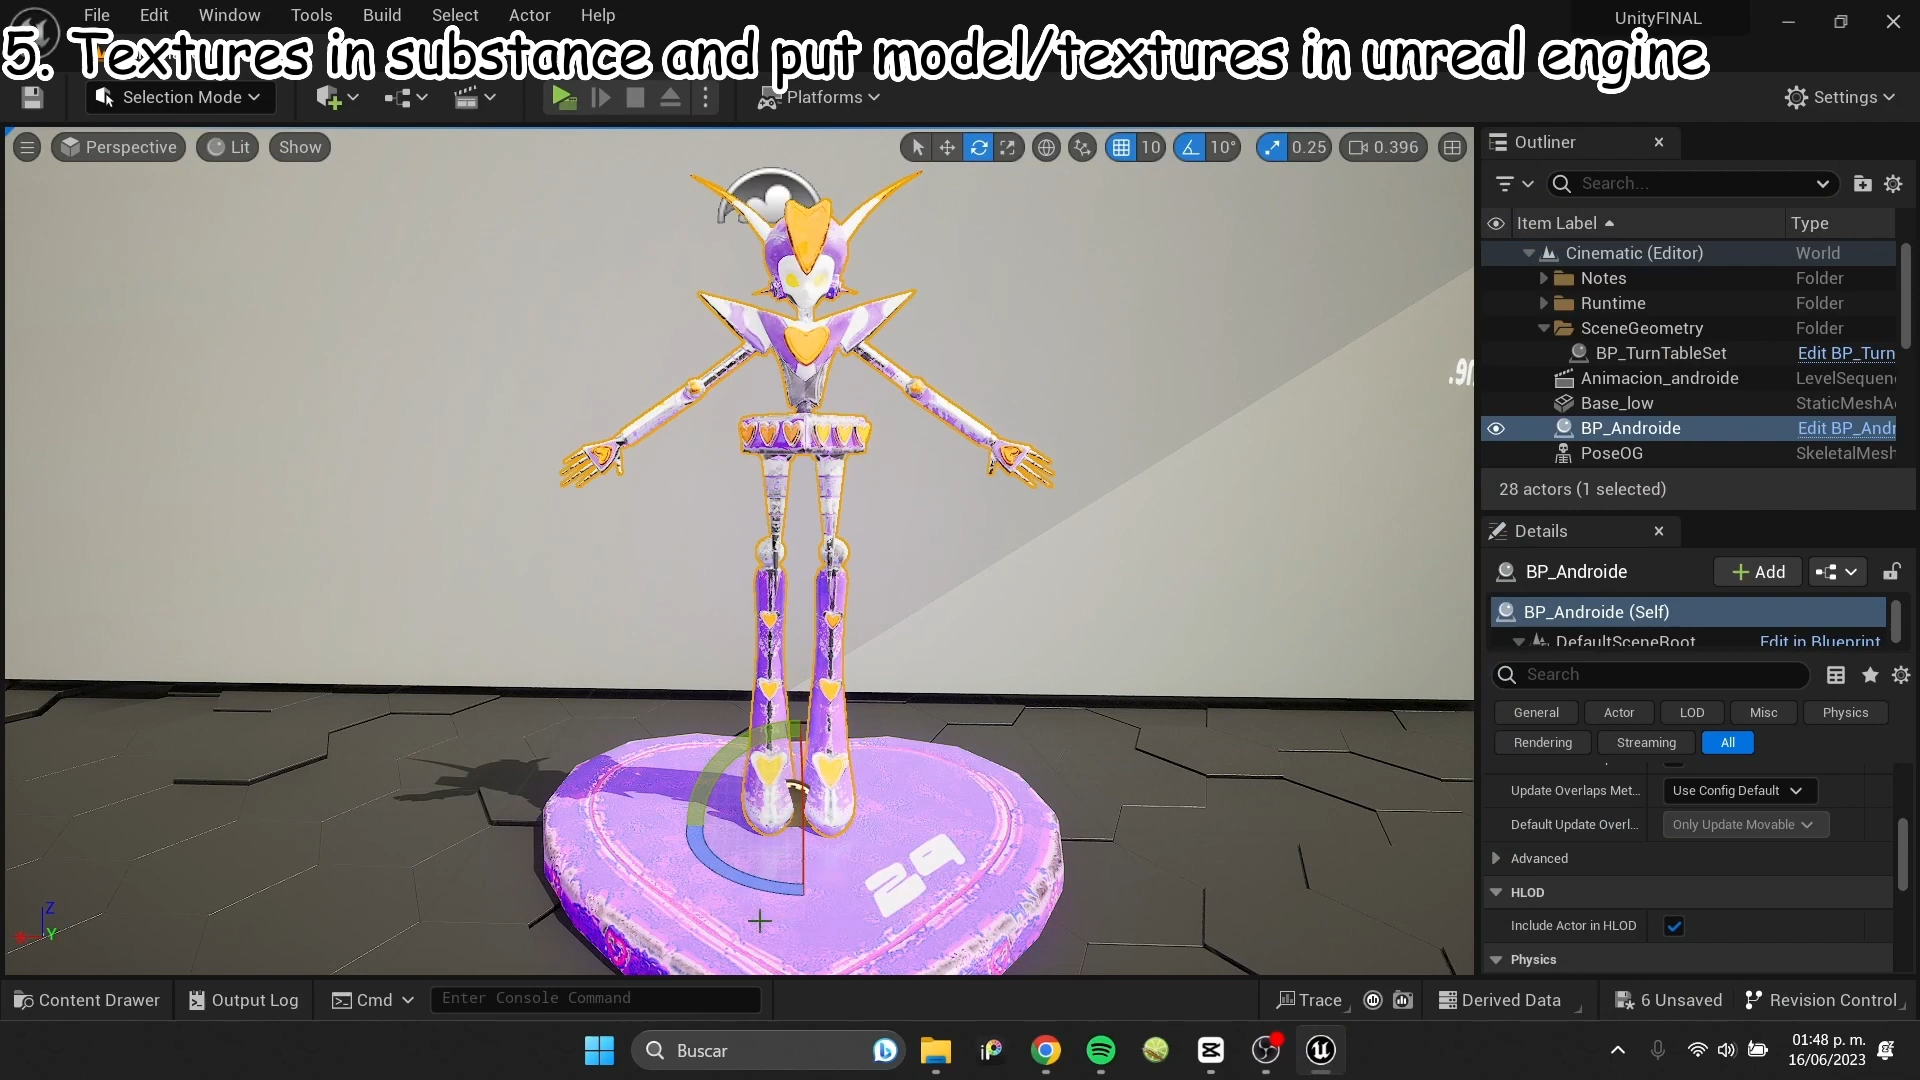 File Edit Window Tools Build Select Actor Help
UnityFINAL
5. Textures in substance and put model/textures in unreal engine
Selection Mode
Platforms
Settings
Perspective
Lit
Show
10
10°
0.25
0.396
Outliner
Search...
Item Label
Type
Cinematic (Editor)
World
Notes
Folder
Runtime
Folder
SceneGeometry
Folder
BP_TurnTableSet
Edit BP_Turn
Animacion_androide
LevelSequen
Base_low
StaticMeshA
BP_Androide
Edit BP_Andr
PoseOG
SkeletalMesh
28 actors (1 selected)
Details
BP_Androide
Add
BP_Androide (Self)
DefaultSceneRoot
Edit in Blueprint
Search
General
Actor
LOD
Misc
Physics
Rendering
Streaming
All
Update Overlaps Met...
Use Config Default
Default Update Overl...
Only Update Movable
Advanced
HLOD
Include Actor in HLOD
Physics
29
Z
Y
Content Drawer
Output Log
Cmd
Enter Console Command
Trace
Derived Data
6 Unsaved
Revision Control
Buscar
01:48 p. m.
16/06/2023